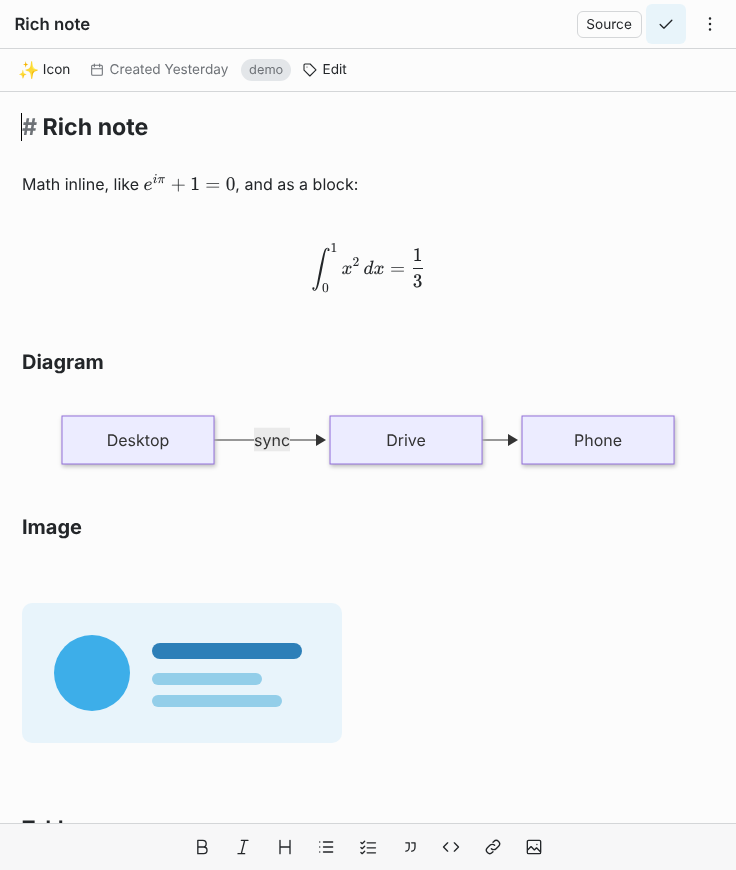 Rich note
Source
Icon
Created Yesterday
demo
Edit
# Rich note
Math inline, like e^{iπ} + 1 = 0, and as a block:
∫_0^1 x^2 dx = 1/3
Diagram
Desktop
sync
Drive
Phone
Image
B I H